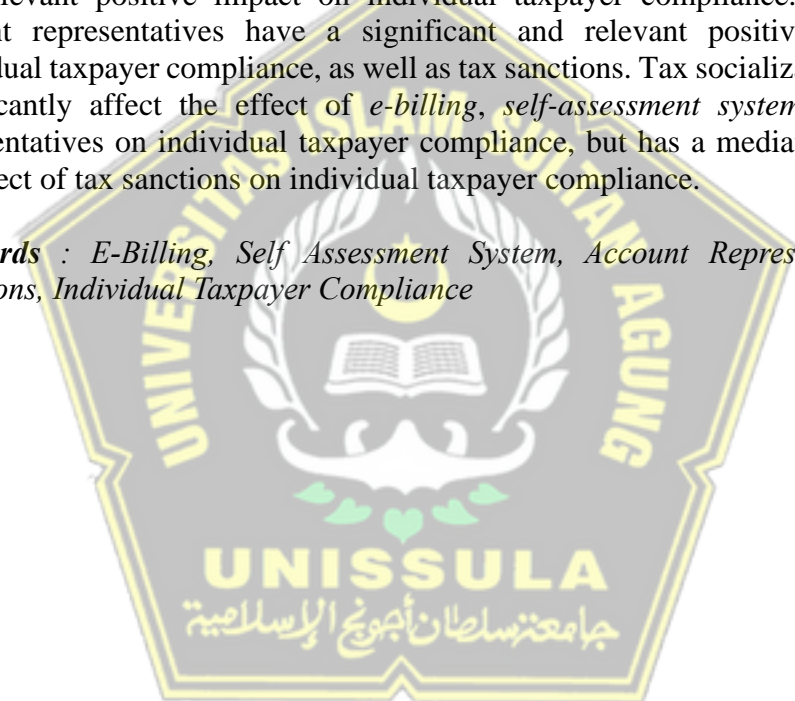 levant positive impact on individual taxpayer compliance.
nt representatives have a significant and relevant positiv
dual taxpayer compliance, as well as tax sanctions. Tax socializa
cantly affect the effect of e-billing, self-assessment system
entatives on individual taxpayer compliance, but has a media
ect of tax sanctions on individual taxpayer compliance.
rds : E-Billing, Self Assessment System, Account Repres
ons, Individual Taxpayer Compliance
UNIVERSITAS ISLAM SULTAN AGUNG
UNISSULA
جامعة سلطان أجونج الإسلامية